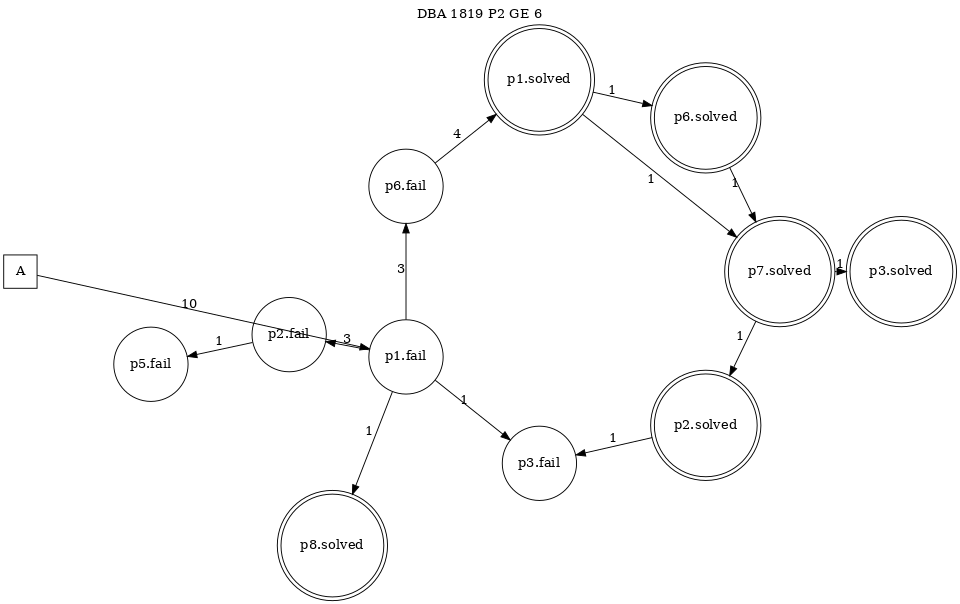 DBA 1819 P2 GE 6
p1.solved
1
p6.solved
4
p6.fail
1
1
3
A
10
p7.solved
1
p3.solved
p2.fail
3
1
p5.fail
p1.fail
1
1
p2.solved
1
1
p3.fail
p8.solved